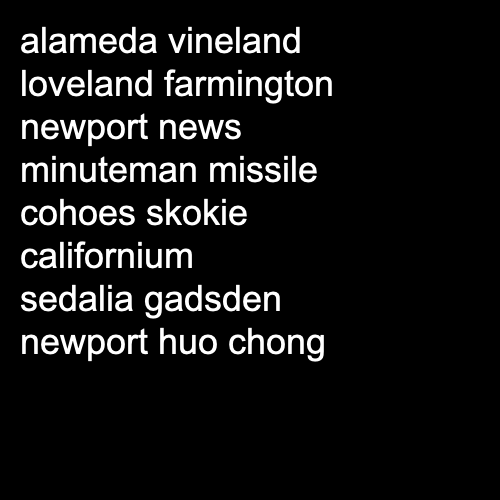 alameda vineland
loveland farmington
newport news
minuteman missile
cohoes skokie
californium
sedalia gadsden
newport huo chong